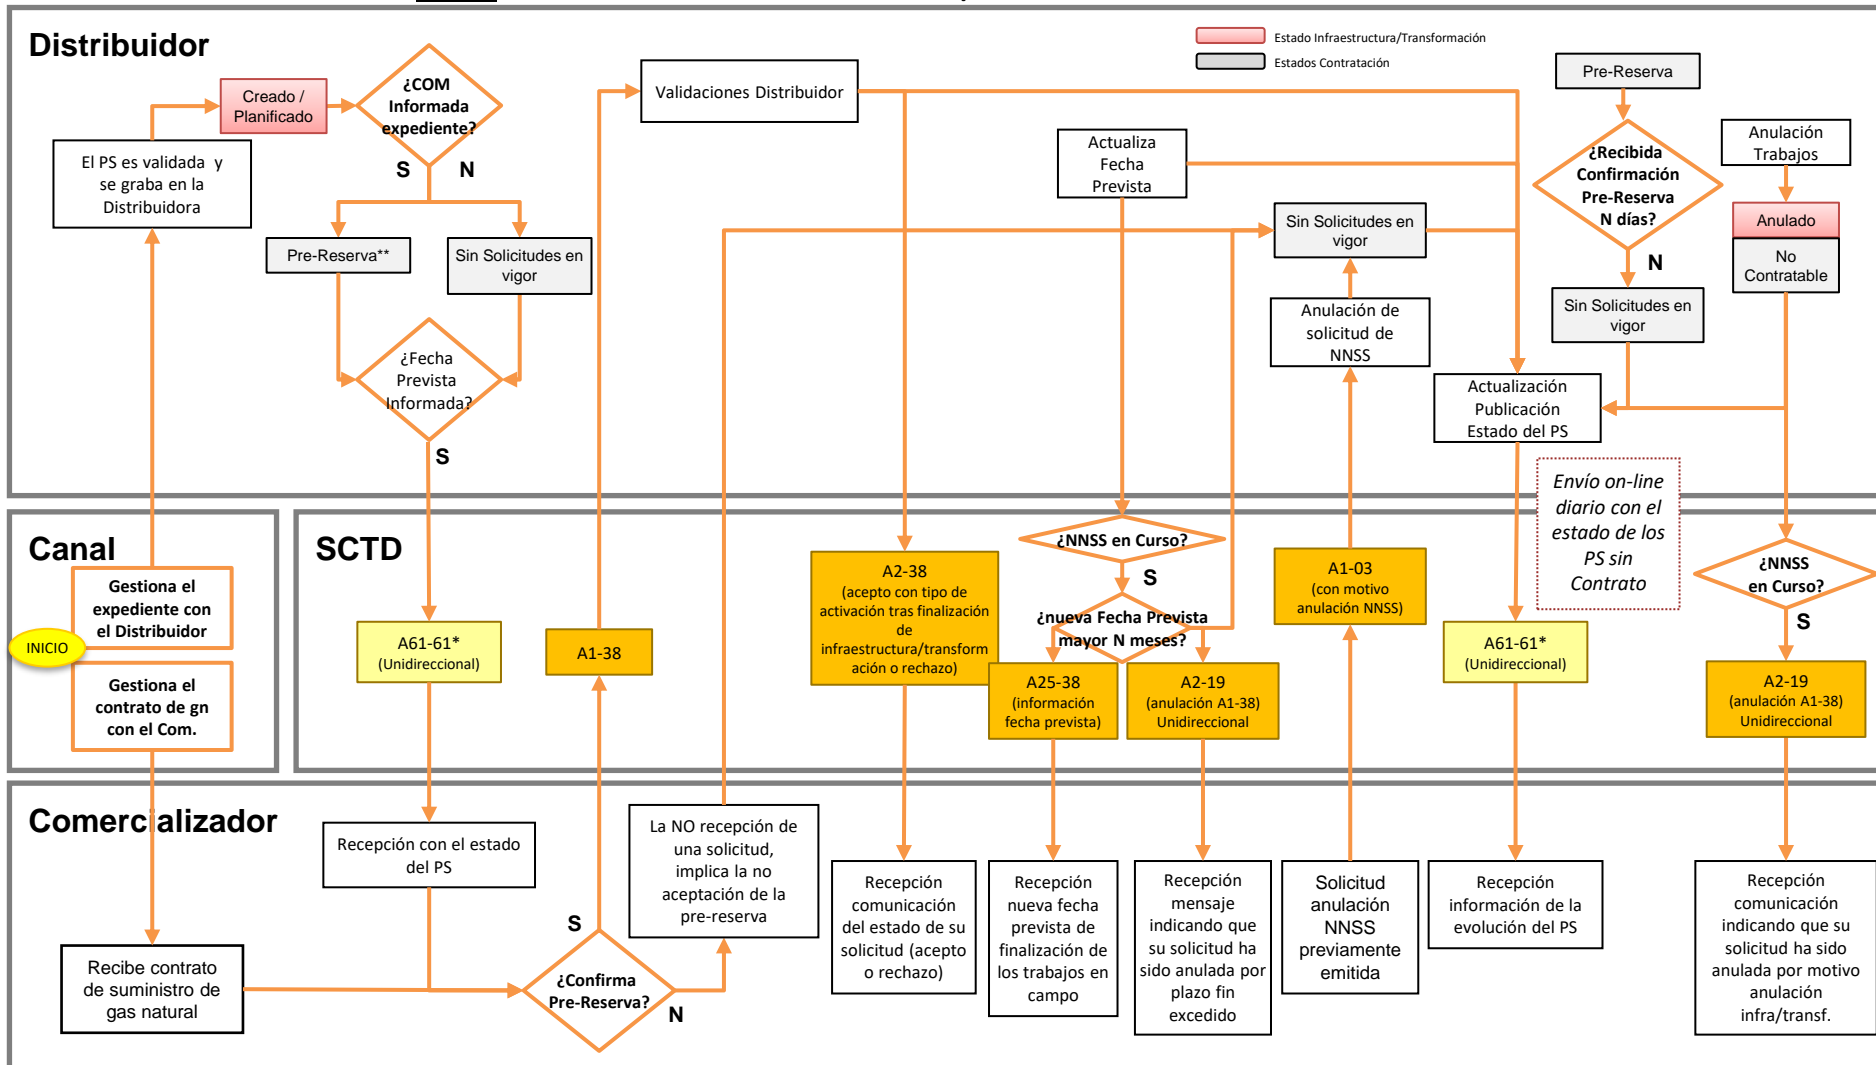 Distribuidor
Estado Infraestructura/Transformación
Estados Contratación
Creado /
Planificado
¿COM
Informada
expediente?
S
N
El PS es validada y
se graba en la
Distribuidora
Pre-Reserva**
Sin Solicitudes en
vigor
¿Fecha
Prevista
Informada?
S
Validaciones Distribuidor
Actualiza
Fecha
Prevista
Sin Solicitudes en
vigor
Anulación de
solicitud de
NNSS
Pre-Reserva
¿Recibida
Confirmación
Pre-Reserva
N días?
N
Sin Solicitudes en
vigor
Anulación
Trabajos
Anulado
No
Contratable
Actualización
Publicación
Estado del PS
Envío on-line
diario con el
estado de los
PS sin
Contrato
Canal
Gestiona el
expediente con
el Distribuidor
INICIO
Gestiona el
contrato de gn
con el Com.
SCTD
A61-61*
(Unidireccional)
A1-38
A2-38
(acepto con tipo de
activación tras finalización
de
infraestructura/transform
ación o rechazo)
¿NNSS en Curso?
S
¿nueva Fecha Prevista
mayor N meses?
A25-38
(información
fecha prevista)
A2-19
(anulación A1-38)
Unidireccional
A1-03
(con motivo
anulación NNSS)
A61-61*
(Unidireccional)
¿NNSS
en Curso?
S
A2-19
(anulación A1-38)
Unidireccional
Comercializador
Recibe contrato
de suministro de
gas natural
Recepción con el estado
del PS
S
¿Confirma
Pre-Reserva?
N
La NO recepción de
una solicitud,
implica la no
aceptación de la
pre-reserva
Recepción
comunicación
del estado de su
solicitud (acepto
o rechazo)
Recepción
nueva fecha
prevista de
finalización de
los trabajos en
campo
Recepción
mensaje
indicando que
su solicitud ha
sido anulada por
plazo fin
excedido
Solicitud
anulación
NNSS
previamente
emitida
Recepción
información de la
evolución del PS
Recepción
comunicación
indicando que su
solicitud ha sido
anulada por motivo
anulación
infra/transf.